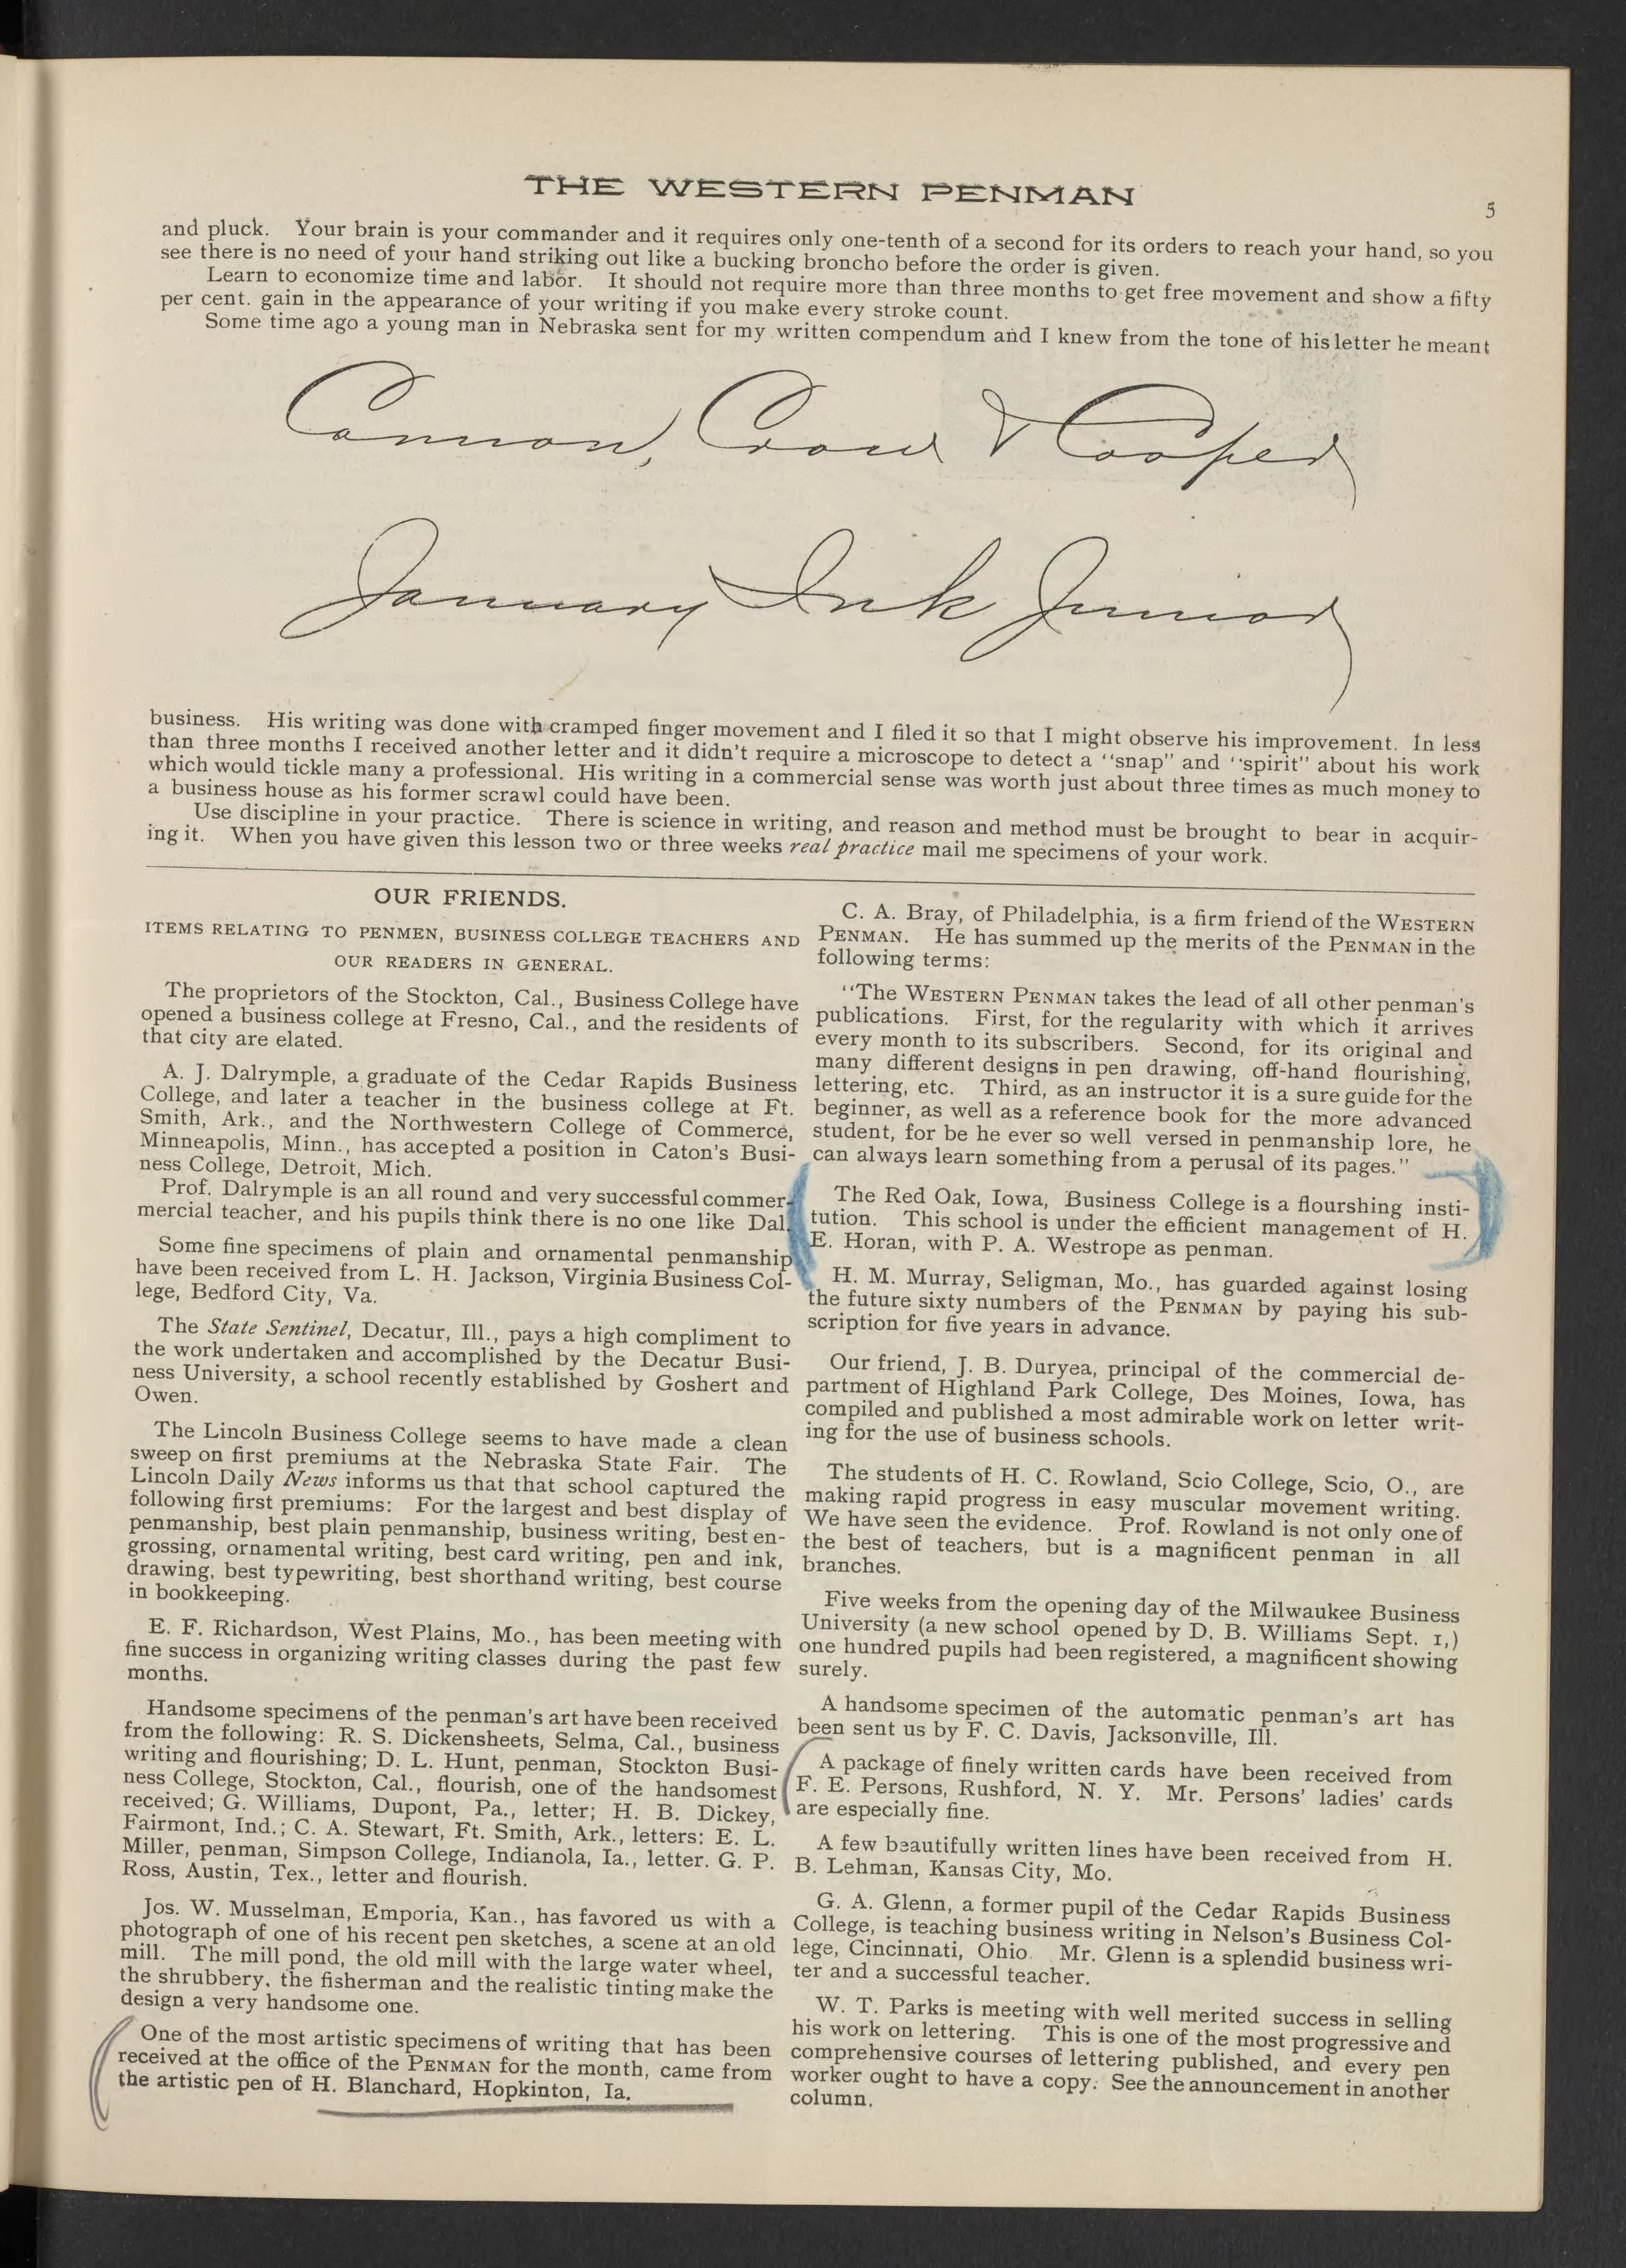 THE WESTERN PENMAN
5
and pluck. Your brain is your commander and it requires only one-tenth of a second for its orders to reach your hand, so you
see there is no need of your hand striking out like a bucking broncho before the order is given.
Learn to economize time and labor. It should not require more than three months to get free movement and show a fifty
per cent. gain in the appearance of your writing if you make every stroke count.
Some time ago a young man in Nebraska sent for my written compendum and I knew from the tone of his letter he meant
Cannon, Crow & Cooper
January Ink Junior
business. His writing was done with cramped finger movement and I filed it so that I might observe his improvement. In less
than three months I received another letter and it didn't require a microscope to detect a "snap" and "spirit" about his work
which would tickle many a professional. His writing in a commercial sense was worth just about three times as much money to
a business house as his former scrawl could have been.
Use discipline in your practice. There is science in writing, and reason and method must be brought to bear in acquir-
ing it. When you have given this lesson two or three weeks real practice mail me specimens of your work.
OUR FRIENDS.
ITEMS RELATING TO PENMEN, BUSINESS COLLEGE TEACHERS AND
OUR READERS IN GENERAL.
The proprietors of the Stockton, Cal., Business College have
opened a business college at Fresno, Cal., and the residents of
that city are elated.
A. J. Dalrymple, a graduate of the Cedar Rapids Business
College, and later a teacher in the business college at Ft.
Smith, Ark., and the Northwestern College of Commerce,
Minneapolis, Minn., has accepted a position in Caton's Busi-
ness College, Detroit, Mich.
Prof. Dalrymple is an all round and very successful commer-
mercial teacher, and his pupils think there is no one like Dal.
Some fine specimens of plain and ornamental penmanship
have been received from L. H. Jackson, Virginia Business Col-
lege, Bedford City, Va.
The State Sentinel, Decatur, Ill., pays a high compliment to
the work undertaken and accomplished by the Decatur Busi-
ness University, a school recently established by Goshert and
Owen.
The Lincoln Business College seems to have made a clean
sweep on first premiums at the Nebraska State Fair. The
Lincoln Daily News informs us that that school captured the
following first premiums: For the largest and best display of
penmanship, best plain penmanship, business writing, best en-
grossing, ornamental writing, best card writing, pen and ink,
drawing, best typewriting, best shorthand writing, best course
in bookkeeping.
E. F. Richardson, West Plains, Mo., has been meeting with
fine success in organizing writing classes during the past few
months.
Handsome specimens of the penman's art have been received
from the following: R. S. Dickensheets, Selma, Cal., business
writing and flourishing; D. L. Hunt, penman, Stockton Busi-
ness College, Stockton, Cal., flourish, one of the handsomest
received; G. Williams, Dupont, Pa., letter; H. B. Dickey,
Fairmont, Ind.; C. A. Stewart, Ft. Smith, Ark., letters: E. L.
Miller, penman, Simpson College, Indianola, Ia., letter. G. P.
Ross, Austin, Tex., letter and flourish.
Jos. W. Musselman, Emporia, Kan., has favored us with a
photograph of one of his recent pen sketches, a scene at an old
mill. The mill pond, the old mill with the large water wheel,
the shrubbery, the fisherman and the realistic tinting make the
design a very handsome one.
One of the most artistic specimens of writing that has been
received at the office of the PENMAN for the month, came from
the artistic pen of H. Blanchard, Hopkinton, Ia.
C. A. Bray, of Philadelphia, is a firm friend of the WESTERN
PENMAN. He has summed up the merits of the PENMAN in the
following terms:
"The WESTERN PENMAN takes the lead of all other penman's
publications. First, for the regularity with which it arrives
every month to its subscribers. Second, for its original and
many different designs in pen drawing, off-hand flourishing,
lettering, etc. Third, as an instructor it is a sure guide for the
beginner, as well as a reference book for the more advanced
student, for be he ever so well versed in penmanship lore, he
can always learn something from a perusal of its pages."
The Red Oak, Iowa, Business College is a flourshing insti-
tution. This school is under the efficient management of H.
E. Horan, with P. A. Westrope as penman.
H. M. Murray, Seligman, Mo., has guarded against losing
the future sixty numbers of the PENMAN by paying his sub-
scription for five years in advance.
Our friend, J. B. Duryea, principal of the commercial de-
partment of Highland Park College, Des Moines, Iowa, has
compiled and published a most admirable work on letter writ-
ing for the use of business schools.
The students of H. C. Rowland, Scio College, Scio, O., are
making rapid progress in easy muscular movement writing.
We have seen the evidence. Prof. Rowland is not only one of
the best of teachers, but is a magnificent penman in all
branches.
Five weeks from the opening day of the Milwaukee Business
University (a new school opened by D. B. Williams Sept. 1,)
one hundred pupils had been registered, a magnificent showing
surely.
A handsome specimen of the automatic penman's art has
been sent us by F. C. Davis, Jacksonville, Ill.
A package of finely written cards have been received from
F. E. Persons, Rushford, N. Y. Mr. Persons' ladies' cards
are especially fine.
A few beautifully written lines have been received from H.
B. Lehman, Kansas City, Mo.
G. A. Glenn, a former pupil of the Cedar Rapids Business
College, is teaching business writing in Nelson's Business Col-
lege, Cincinnati, Ohio. Mr. Glenn is a splendid business wri-
ter and a successful teacher.
W. T. Parks is meeting with well merited success in selling
his work on lettering. This is one of the most progressive and
comprehensive courses of lettering published, and every pen
worker ought to have a copy. See the announcement in another
column.